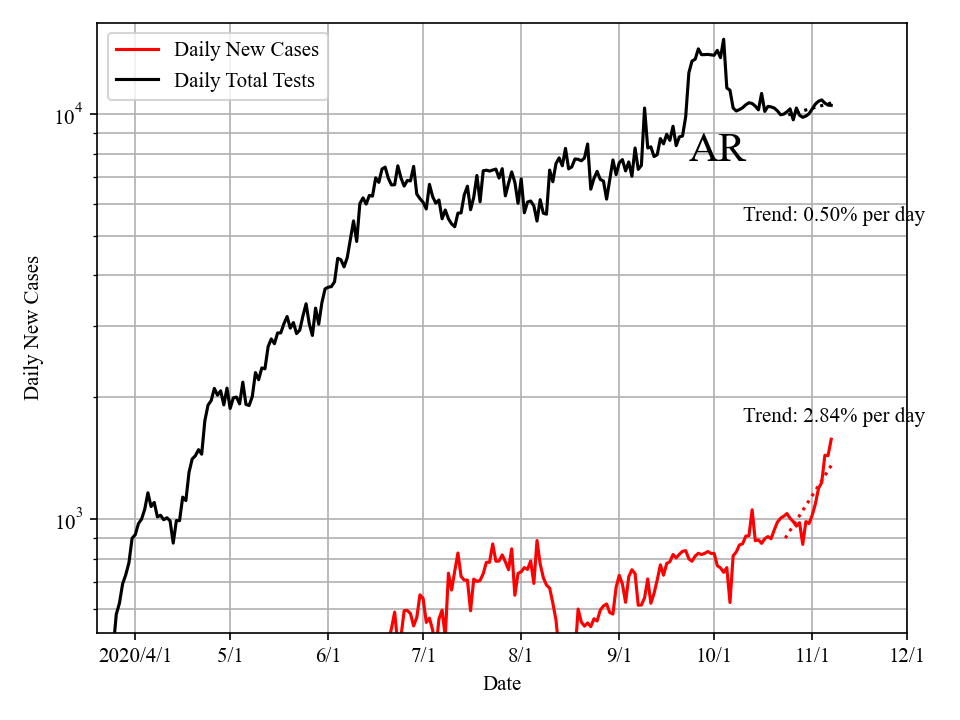 Daily New Cases
Daily Total Tests
10^4
AR
Trend: 0.50% per day
Daily New Cases
Trend: 2.84% per day
10^3
2020/4/1 5/1 6/1 7/1 8/1 9/1 10/1 11/1 12/1
Date